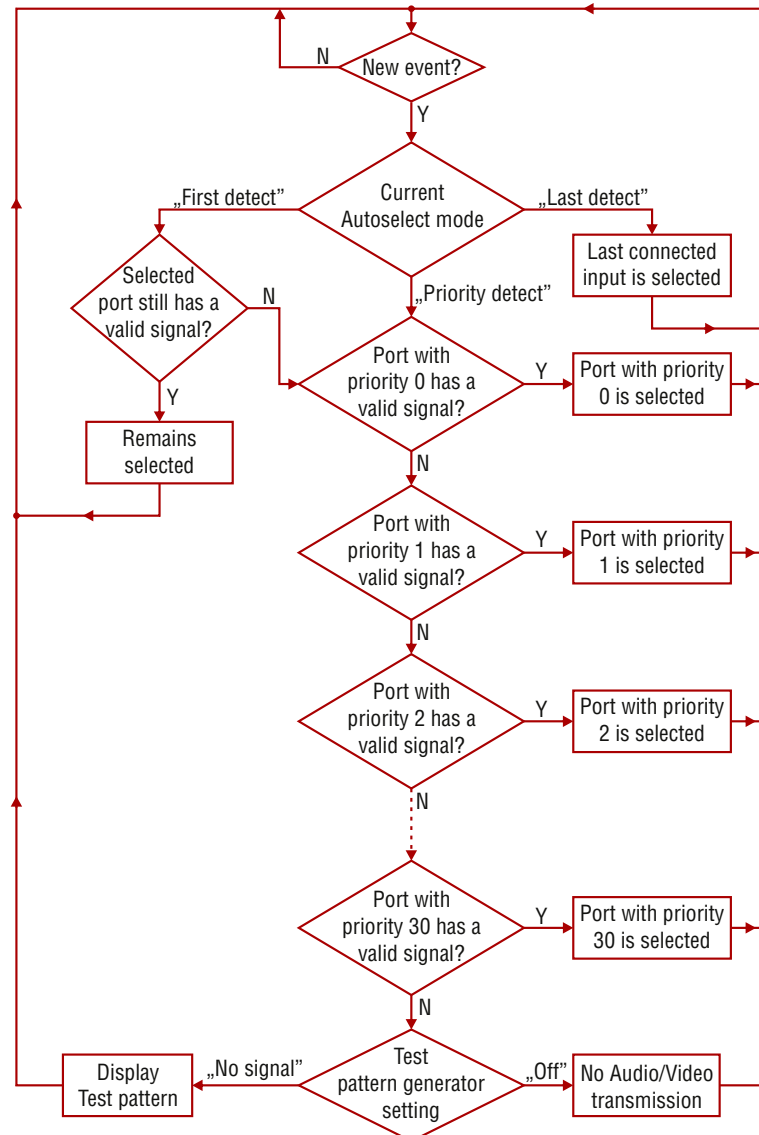 N
New event?
Y
„First detect”
Current
Autoselect mode
„Last detect”
Last connected
input is selected
Selected
port still has a
valid signal?
N
„Priority detect”
Y
Remains
selected
Port with
priority 0 has a
valid signal?
Y
Port with priority
0 is selected
N
Port with
priority 1 has a
valid signal?
Y
Port with priority
1 is selected
N
Port with
priority 2 has a
valid signal?
Y
Port with priority
2 is selected
N
Port with
priority 30 has a
valid signal?
Y
Port with priority
30 is selected
N
Display
Test pattern
„No signal”
Test
pattern generator
setting
„Off”
No Audio/Video
transmission